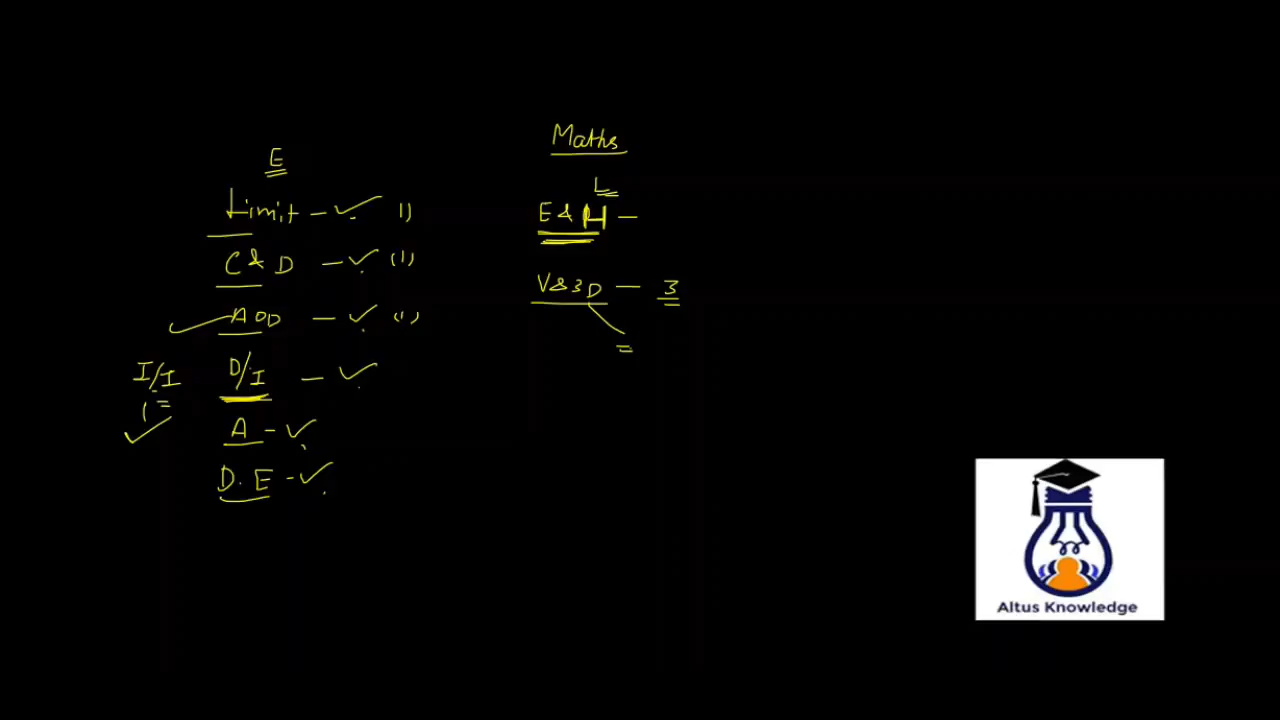 Maths
E
Limit - ✓ 1)
C & D - ✓ (1)
AOD - ✓ (1)
I/I D/I - ✓
A - ✓
D.E - ✓
L
E & H -
V & 3D - 3
Altus Knowledge